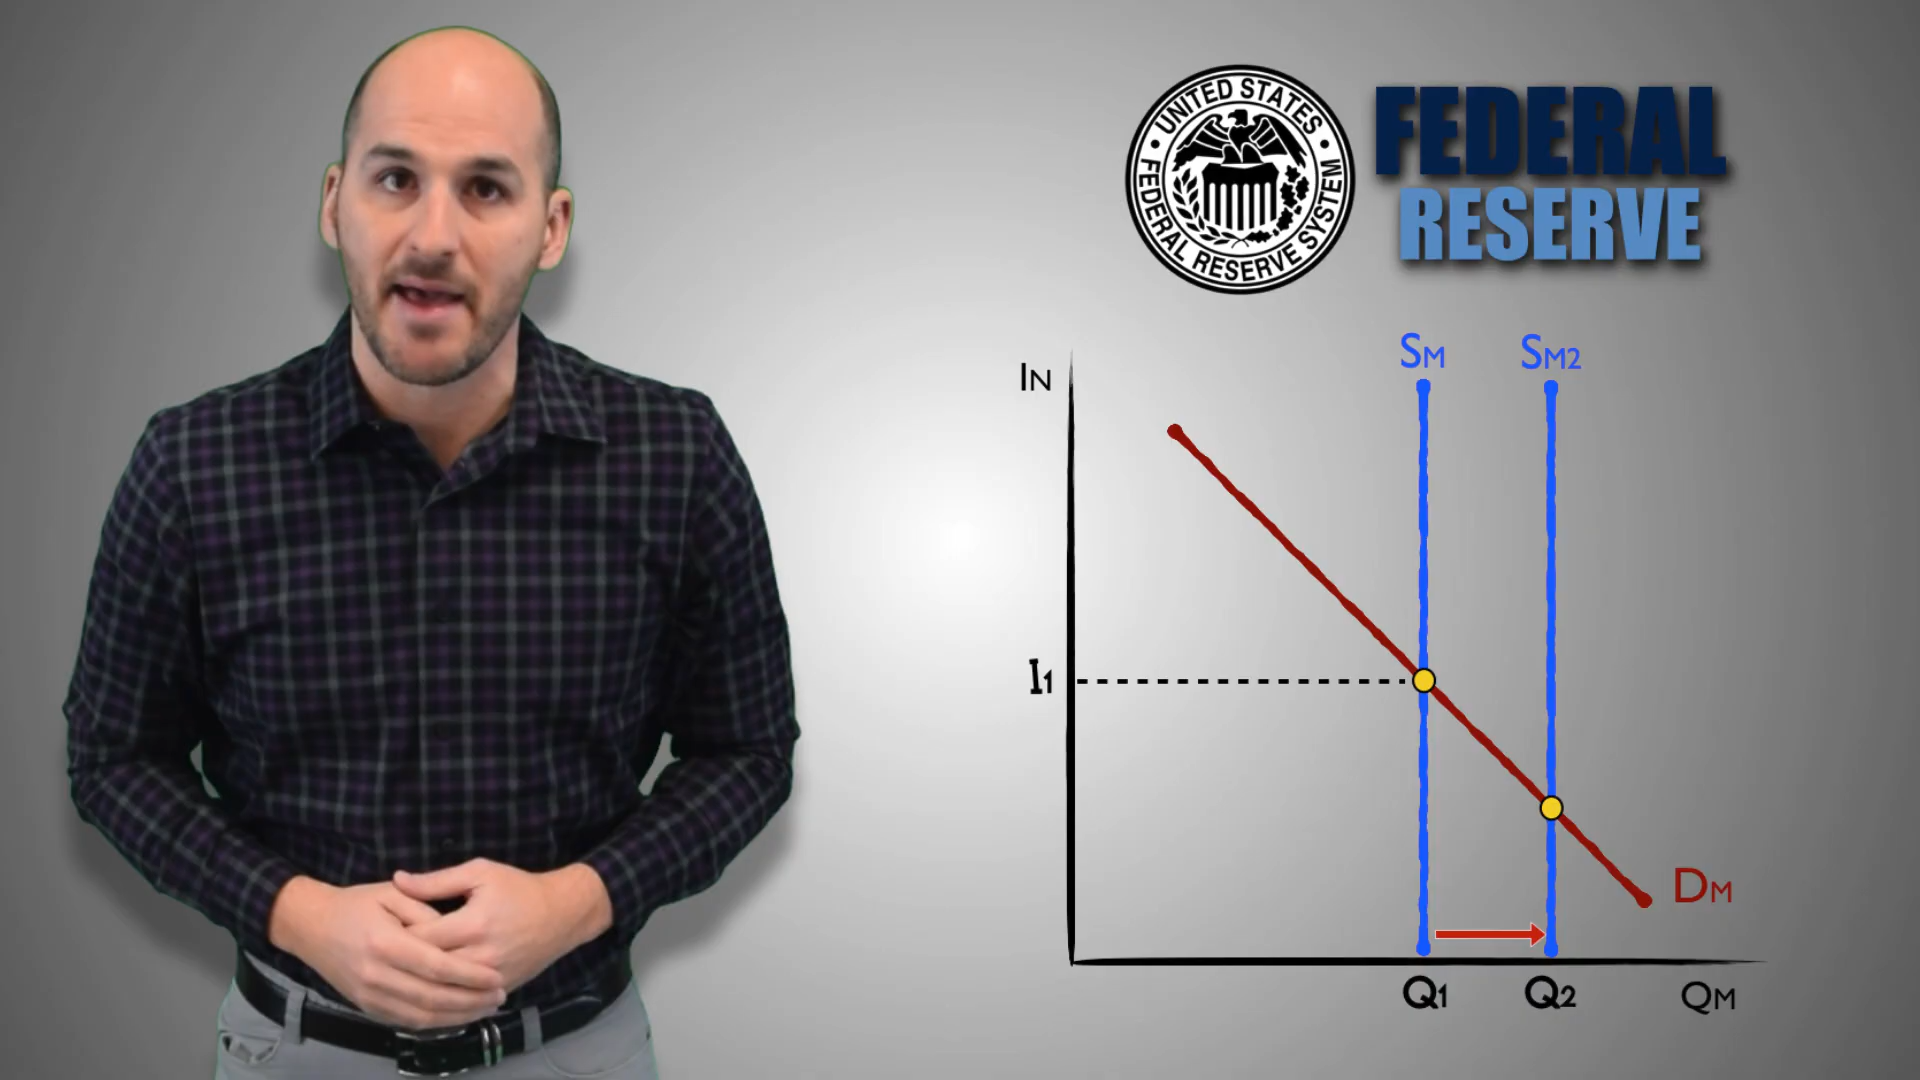 UNITED STATES
FEDERAL RESERVE SYSTEM
FEDERAL
RESERVE
SM
SM2
IN
I1
DM
Q1
Q2
QM